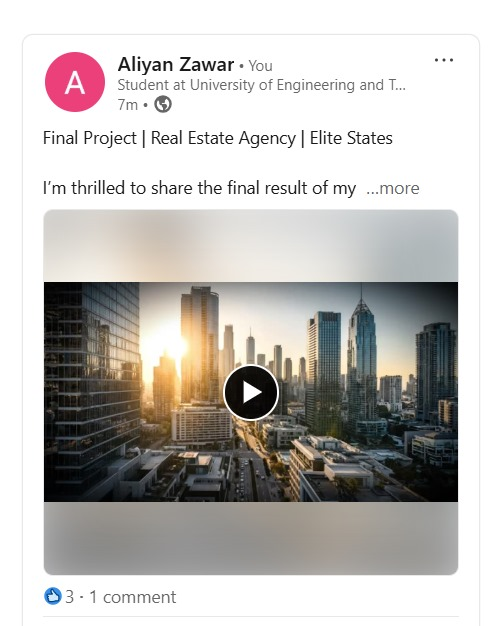 A
Aliyan Zawar • You
Student at University of Engineering and T...
7m •
Final Project | Real Estate Agency | Elite States
I’m thrilled to share the final result of my ...more
3 · 1 comment